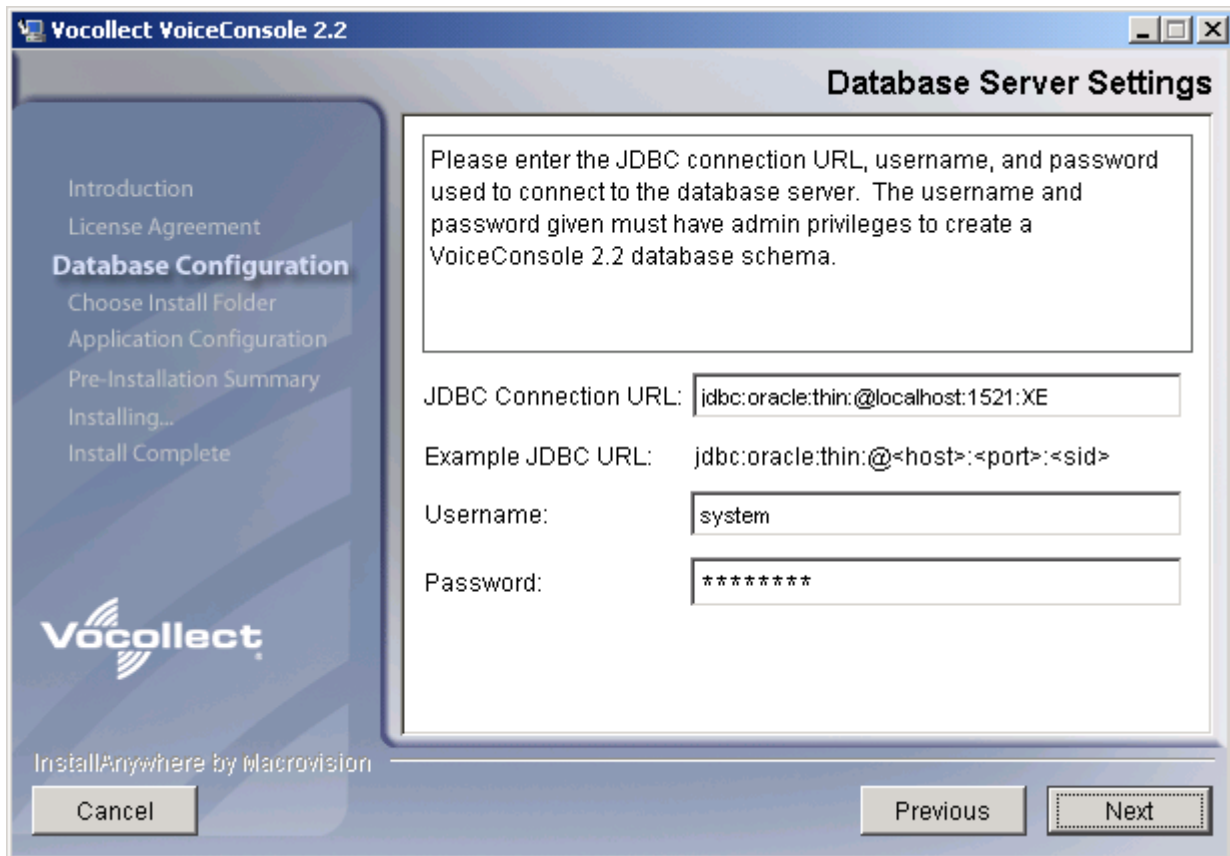 Vocollect VoiceConsole 2.2
Database Server Settings
Introduction
License Agreement
Database Configuration
Choose Install Folder
Application Configuration
Pre-Installation Summary
Installing...
Install Complete
Vocollect
Please enter the JDBC connection URL, username, and password
used to connect to the database server. The username and
password given must have admin privileges to create a
VoiceConsole 2.2 database schema.
JDBC Connection URL: jdbc:oracle:thin:@localhost:1521:XE
Example JDBC URL: jdbc:oracle:thin:@<host>:<port>:<sid>
Username: system
Password: ********
InstallAnywhere by Macrovision
Cancel Previous Next